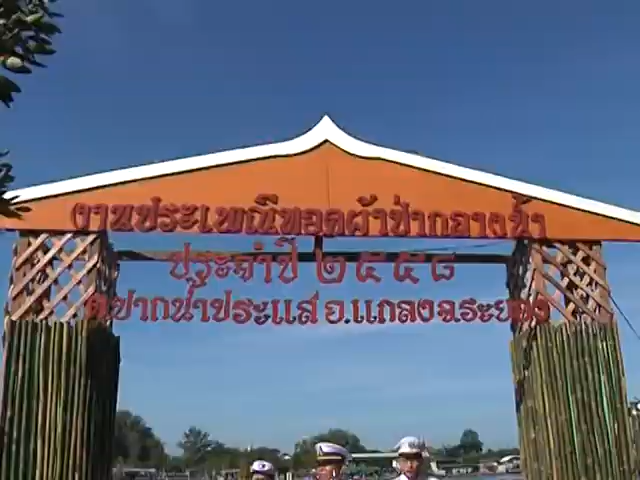 งานประเพณีทอดผ้าป่ากลางน้ำ
ประจำปี ๒๕๕๘
ต.ปากน้ำประแส อ.แกลง จ.ระยอง